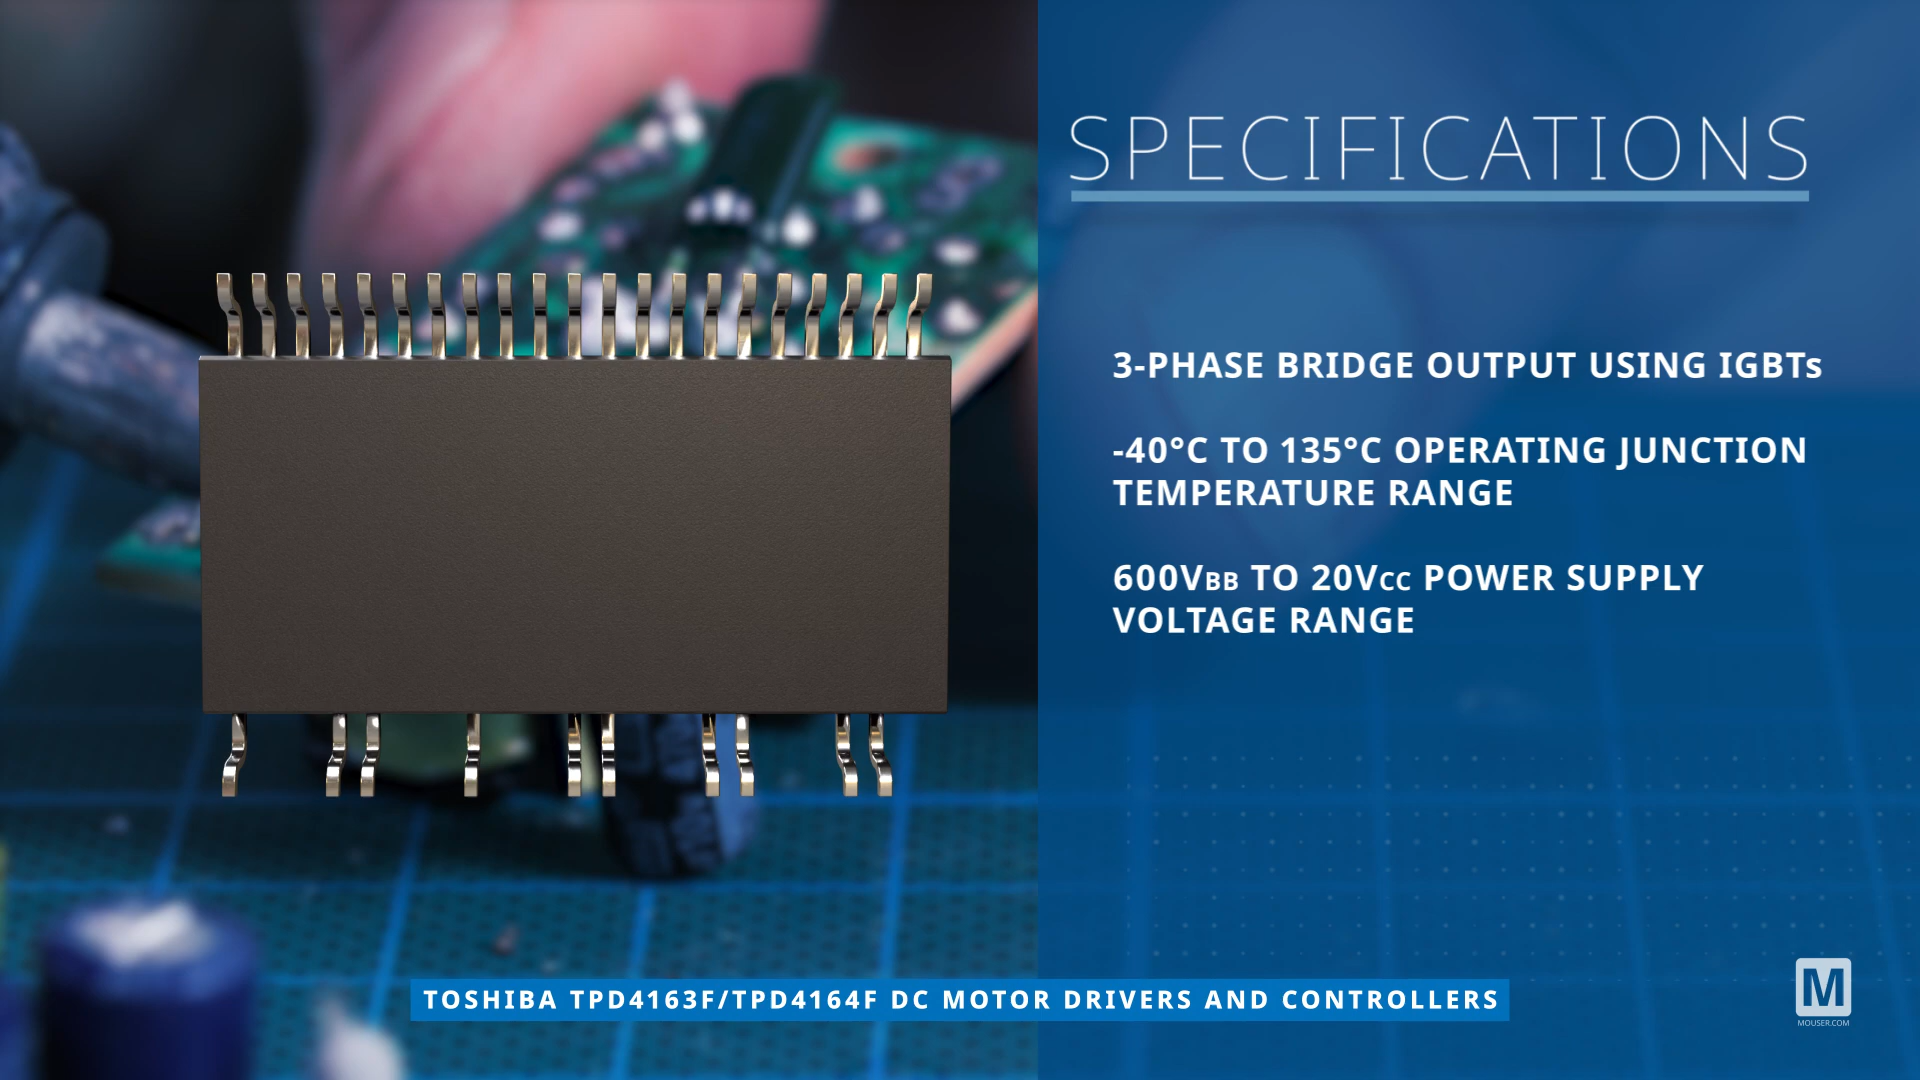 SPECIFICATIONS
3-PHASE BRIDGE OUTPUT USING IGBTs
-40°C TO 135°C OPERATING JUNCTION
TEMPERATURE RANGE
600VBB TO 20VCC POWER SUPPLY
VOLTAGE RANGE
TOSHIBA TPD4163F/TPD4164F DC MOTOR DRIVERS AND CONTROLLERS
M
MOUSER.COM